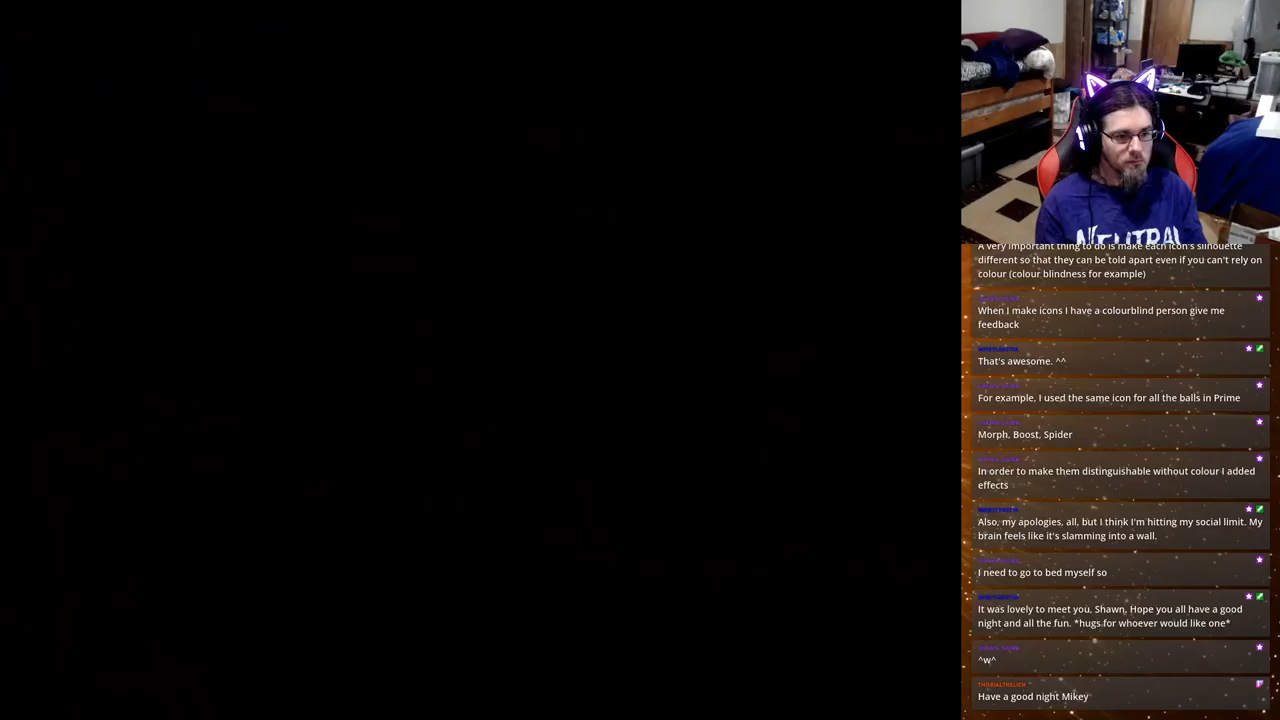 NEUTRAL
A very important thing to do is make each icon's silhouette
different so that they can be told apart even if you can't rely on
colour (colour blindness for example)
When I make icons I have a colourblind person give me
feedback
That's awesome. ^^
For example, I used the same icon for all the balls in Prime
Morph, Boost, Spider
In order to make them distinguishable without colour I added
effects
Also, my apologies, all, but I think I'm hitting my social limit. My
brain feels like it's slamming into a wall.
I need to go to bed myself so
It was lovely to meet you, Shawn. Hope you all have a good
night and all the fun. *hugs for whoever would like one*
^w^
THORIALTHELIEN
Have a good night Mikey